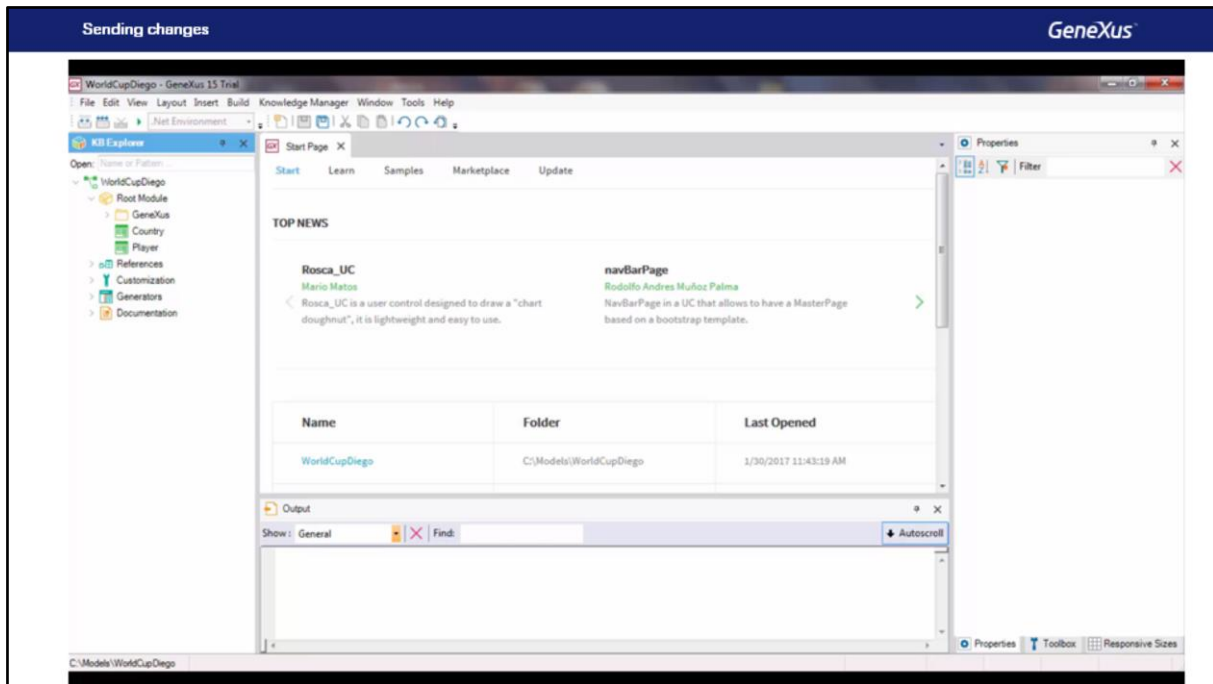 Sending changes
GeneXus
WorldCupDiego - GeneXus 15 Trial
File Edit View Layout Insert Build Knowledge Manager Window Tools Help
.Net Environment
KB Explorer
Open: Name or Pattern...
WorldCupDiego
Root Module
GeneXus
Country
Player
References
Customization
Generators
Documentation
Start Page
Start Learn Samples Marketplace Update
TOP NEWS
Rosca_UC
Mario Matos
Rosca_UC is a user control designed to draw a "chart
doughnut", it is lightweight and easy to use.
navBarPage
Rodolfo Andres Muñoz Palma
NavBarPage in a UC that allows to have a MasterPage
based on a bootstrap template.
Name Folder Last Opened
WorldCupDiego C:\Models\WorldCupDiego 1/30/2017 11:43:19 AM
Output
Show: General Find: Autoscroll
Properties
Filter
Properties Toolbox Responsive Sizes
C:\Models\WorldCupDiego